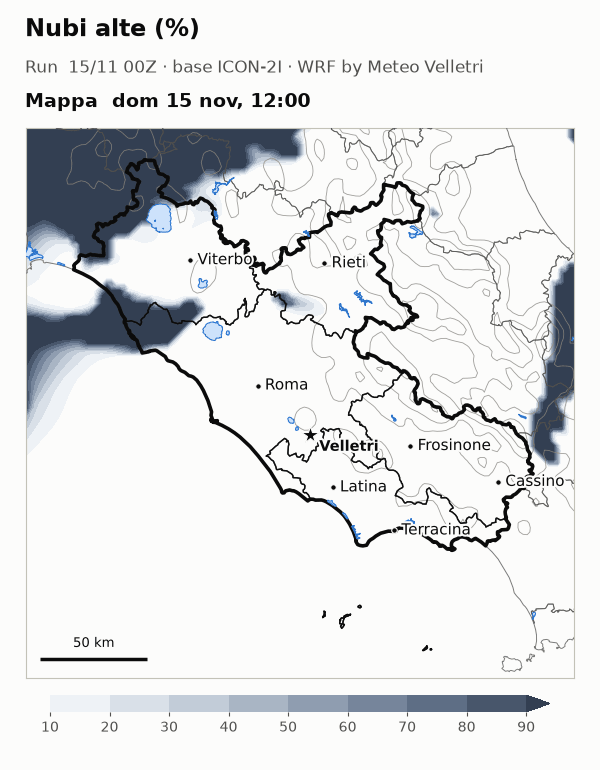 Nubi alte (%)
Run  15/11 00Z · base ICON-2I · WRF by Meteo Velletri
Mappa  dom 15 nov, 12:00
Viterbo
Rieti
Roma
Velletri
Frosinone
Latina
Cassino
Terracina
50 km
10 20 30 40 50 60 70 80 90